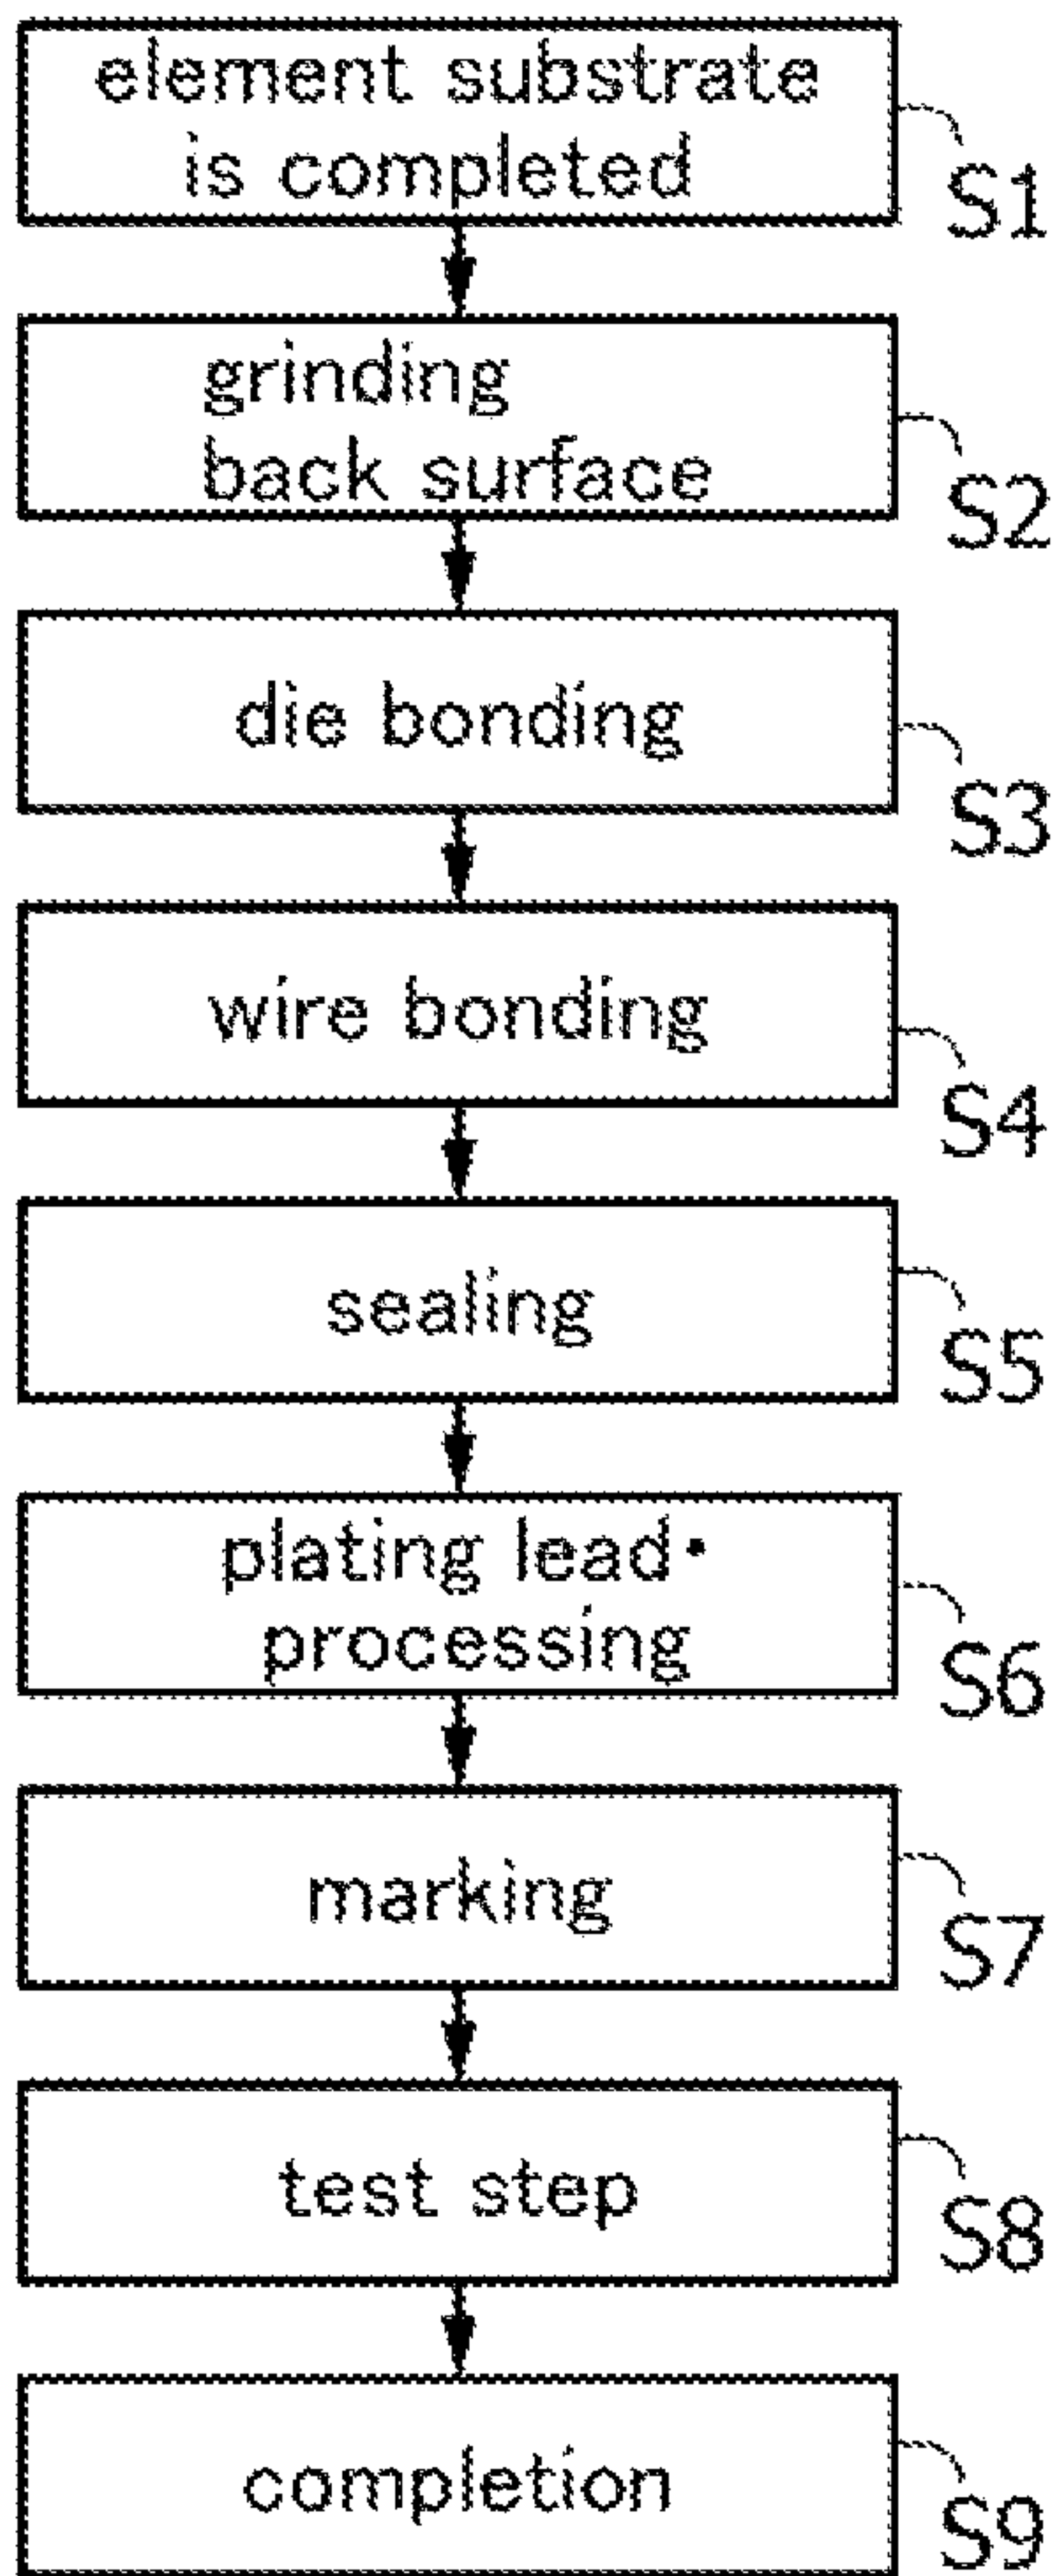 element substrate
is completed
S1
grinding
back surface
S2
die bonding
S3
wire bonding
S4
sealing
S5
plating lead・
processing
S6
marking
S7
test step
S8
completion
S9